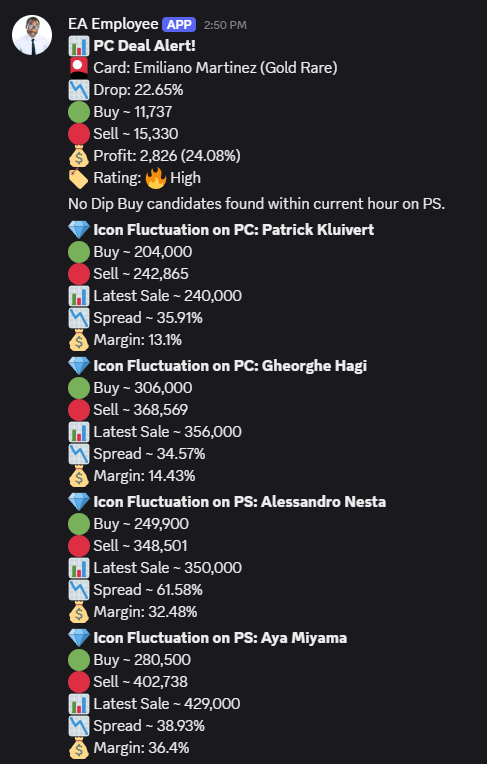 EA Employee APP 2:50 PM
PC Deal Alert!
Card: Emiliano Martinez (Gold Rare)
Drop: 22.65%
Buy ~ 11,737
Sell ~ 15,330
Profit: 2,826 (24.08%)
Rating: High
No Dip Buy candidates found within current hour on PS.
Icon Fluctuation on PC: Patrick Kluivert
Buy ~ 204,000
Sell ~ 242,865
Latest Sale ~ 240,000
Spread ~ 35.91%
Margin: 13.1%
Icon Fluctuation on PC: Gheorghe Hagi
Buy ~ 306,000
Sell ~ 368,569
Latest Sale ~ 356,000
Spread ~ 34.57%
Margin: 14.43%
Icon Fluctuation on PS: Alessandro Nesta
Buy ~ 249,900
Sell ~ 348,501
Latest Sale ~ 350,000
Spread ~ 61.58%
Margin: 32.48%
Icon Fluctuation on PS: Aya Miyama
Buy ~ 280,500
Sell ~ 402,738
Latest Sale ~ 429,000
Spread ~ 38.93%
Margin: 36.4%